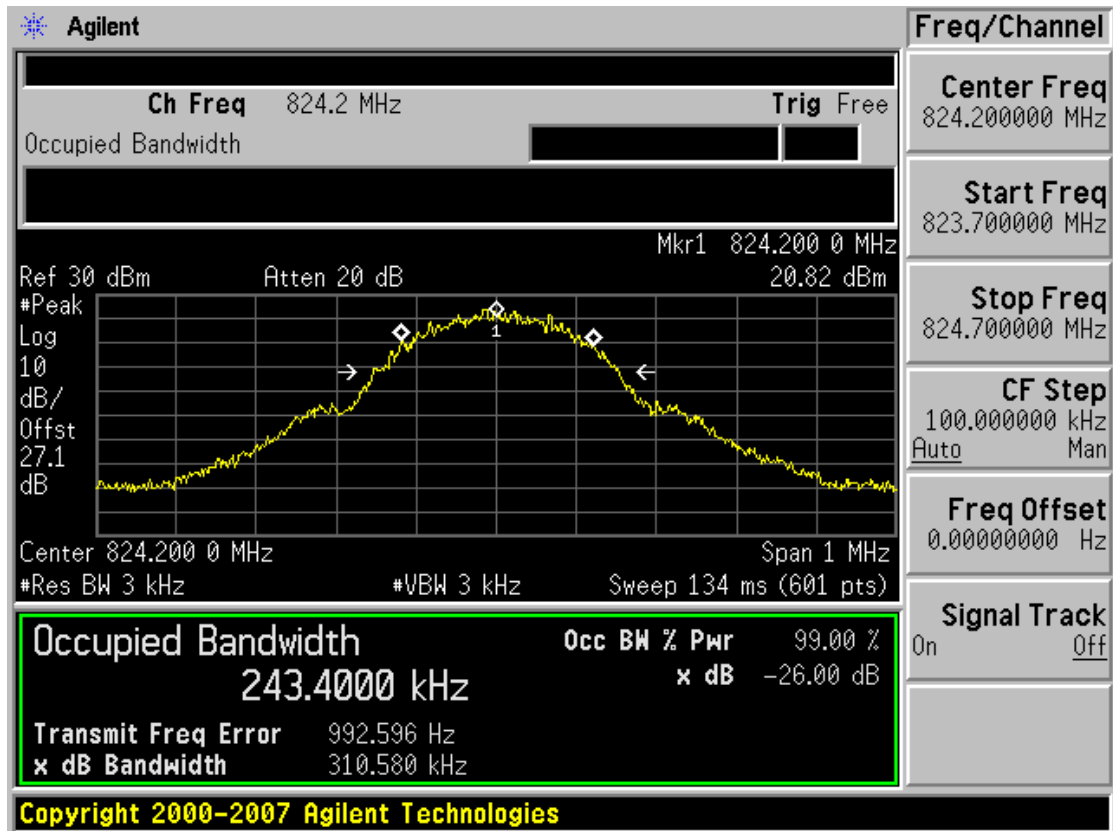 Agilent
Ch Freq 824.2 MHz Trig Free
Occupied Bandwidth
Mkr1 824.200 0 MHz
Ref 30 dBm Atten 20 dB 20.82 dBm
#Peak
Log
10
dB/
Offst
27.1
dB
1
Center 824.200 0 MHz Span 1 MHz
#Res BW 3 kHz #VBW 3 kHz Sweep 134 ms (601 pts)
Occupied Bandwidth Occ BW % Pwr 99.00 %
243.4000 kHz x dB -26.00 dB
Transmit Freq Error 992.596 Hz
x dB Bandwidth 310.580 kHz
Copyright 2000-2007 Agilent Technologies
Freq/Channel
Center Freq
824.200000 MHz
Start Freq
823.700000 MHz
Stop Freq
824.700000 MHz
CF Step
100.000000 kHz
Auto Man
Freq Offset
0.00000000 Hz
Signal Track
On Off